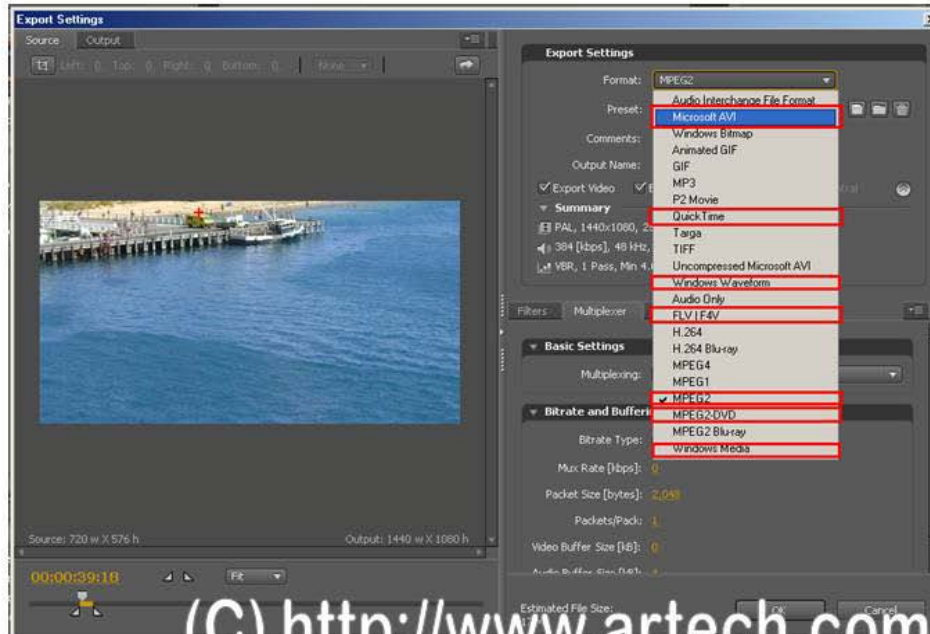 Export Settings
Source Output
Left: 0 Top: 0 Right: 0 Bottom: 0 None
Source: 720 w X 576 h Output: 1440 w X 1080 h
00:00:39:18 Fit
Export Settings
Format: MPEG2
Preset:
Comments:
Output Name:
Export Video
Summary
PAL, 1440x1080,
384 [kbps], 48 kHz,
VBR, 1 Pass, Min 4.
Audio Interchange File Format
Microsoft AVI
Windows Bitmap
Animated GIF
GIF
MP3
P2 Movie
QuickTime
Targa
TIFF
Uncompressed Microsoft AVI
Windows Waveform
Audio Only
FLV | F4V
H.264
H.264 Blu-ray
MPEG4
MPEG1
MPEG2
MPEG2-DVD
MPEG2 Blu-ray
Windows Media
Filters Multiplexer
Basic Settings
Multiplexing:
Bitrate and
Bitrate Type:
Mux Rate [kbps]: 0
Packet Size [bytes]: 2,048
Packets/Pack: 1
Video Buffer Size [kB]: 0
Audio Buffer Size [kB]:
Estimated File Size:
OK Cancel
(C) http://www.artech.com